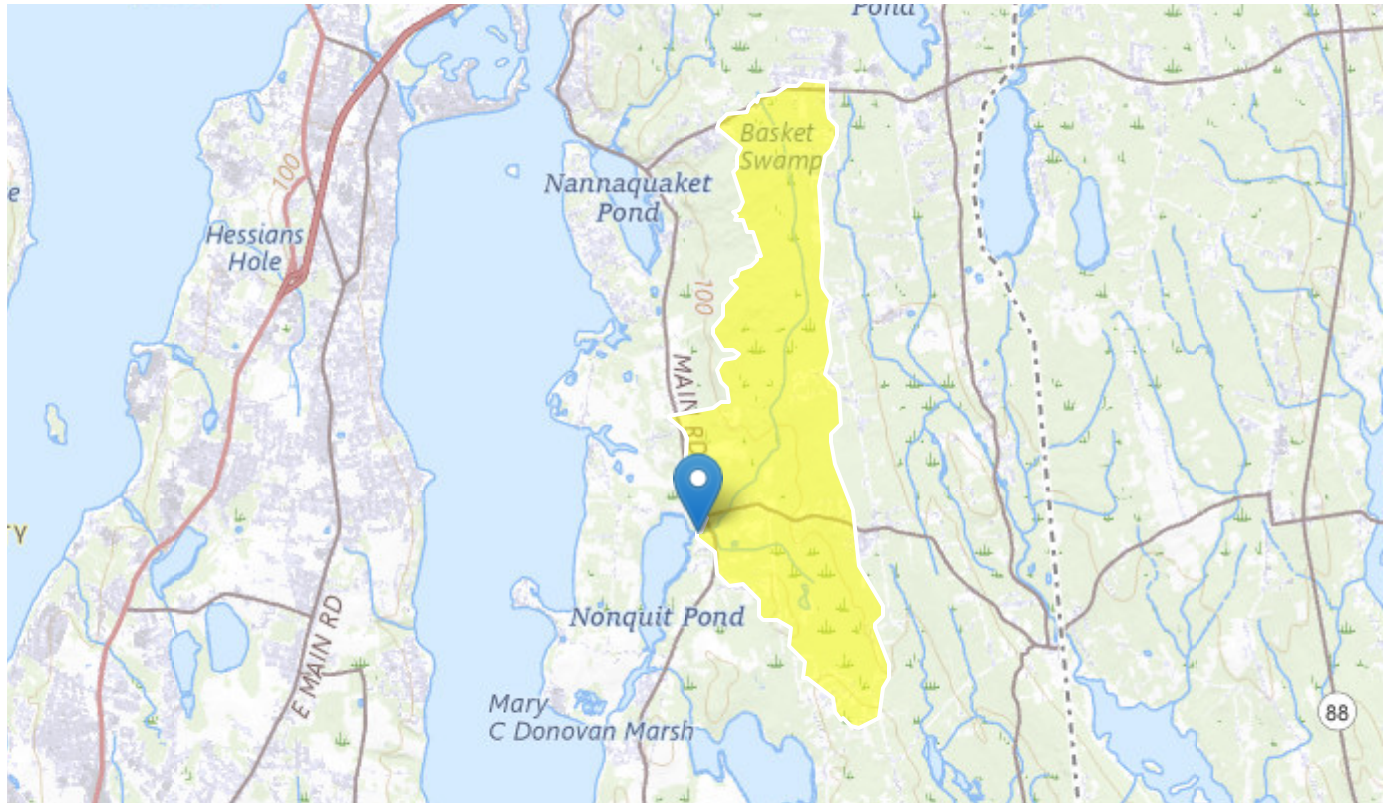 Pond
Basket
Swamp
100
Nannaquaket
Pond
Hessians
Hole
100
MAIN RD
TY
Nonquit Pond
E MAIN RD
Mary
C Donovan Marsh
88